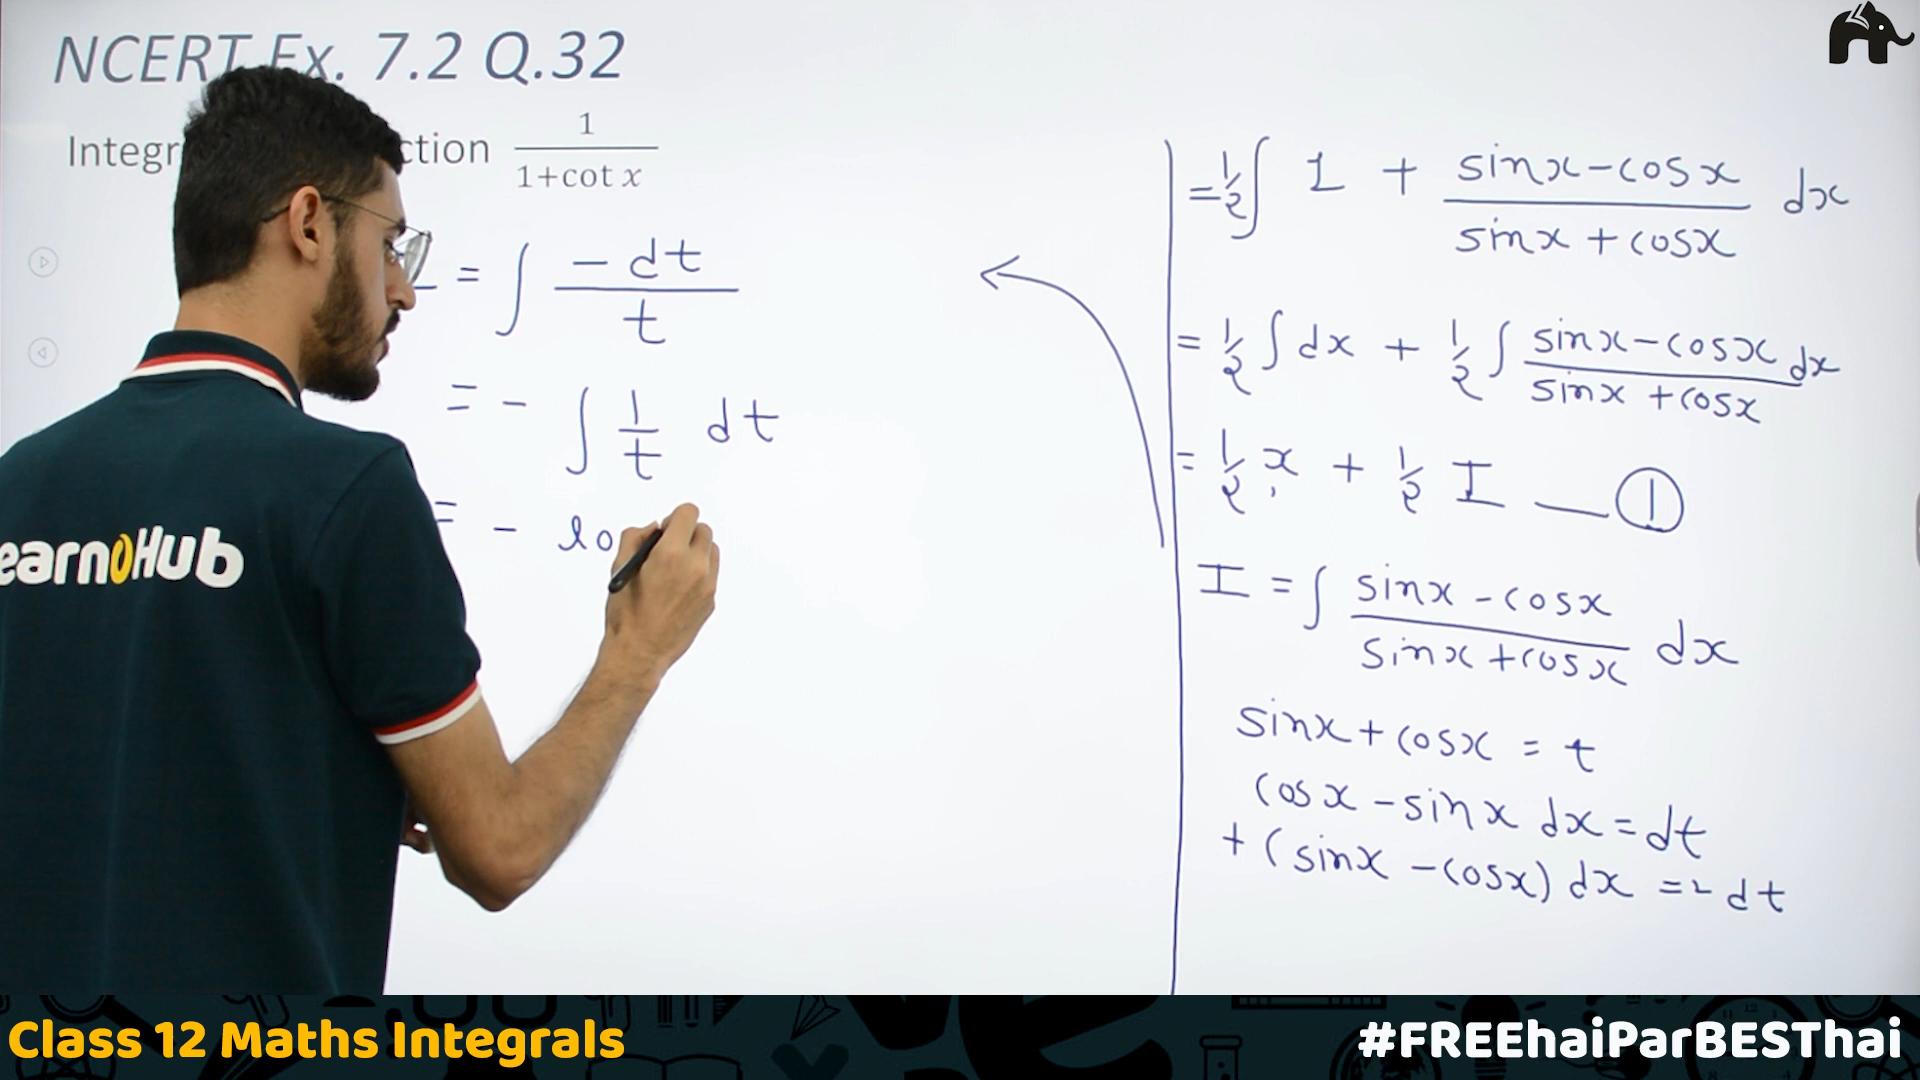 NCERT Ex. 7.2 Q.32
Integr ction 1/(1+cot x)
= ∫ -dt/t
= - ∫ 1/t dt
= - lo
= 1/2 ∫ 1 + (sinx-cosx)/(sinx+cosx) dx
= 1/2 ∫ dx + 1/2 ∫ (sinx-cosx)/(sinx+cosx) dx
= 1/2 x + 1/2 I — ①
I = ∫ (sinx-cosx)/(sinx+cosx) dx
sinx+cosx = t
cosx-sinx dx = dt
+(sinx-cosx) dx = - dt
earnoHub
Class 12 Maths Integrals
#FREEhaiParBESThai